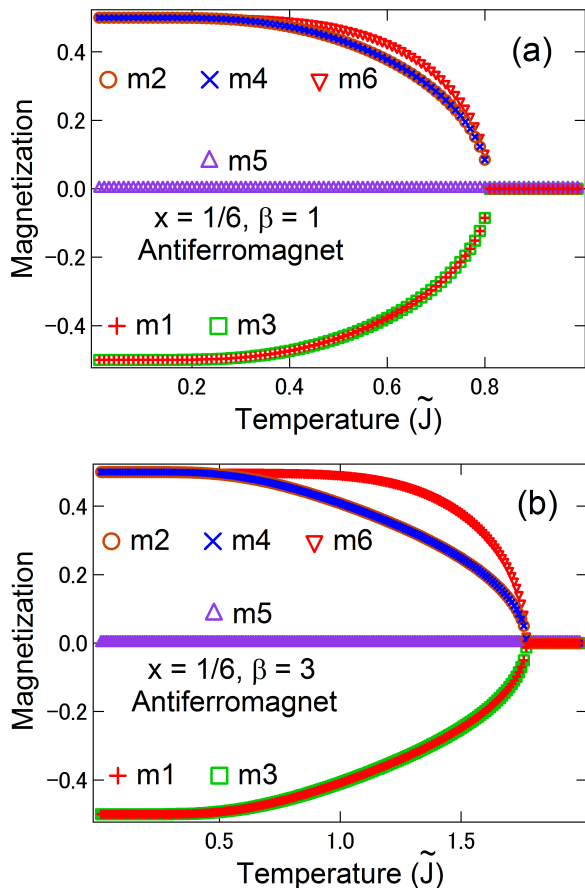 (a)
0.4
m2 m4 m6
0.2
m5
0.0
x = 1/6, β = 1
Antiferromagnet
−0.2
m1 m3
−0.4
0.2 0.4 0.6 0.8
Magnetization
Temperature (J̃)
(b)
0.4
m2 m4 m6
0.2
m5
0.0
x = 1/6, β = 3
Antiferromagnet
−0.2
m1 m3
−0.4
0.5 1.0 1.5
Magnetization
Temperature (J̃)